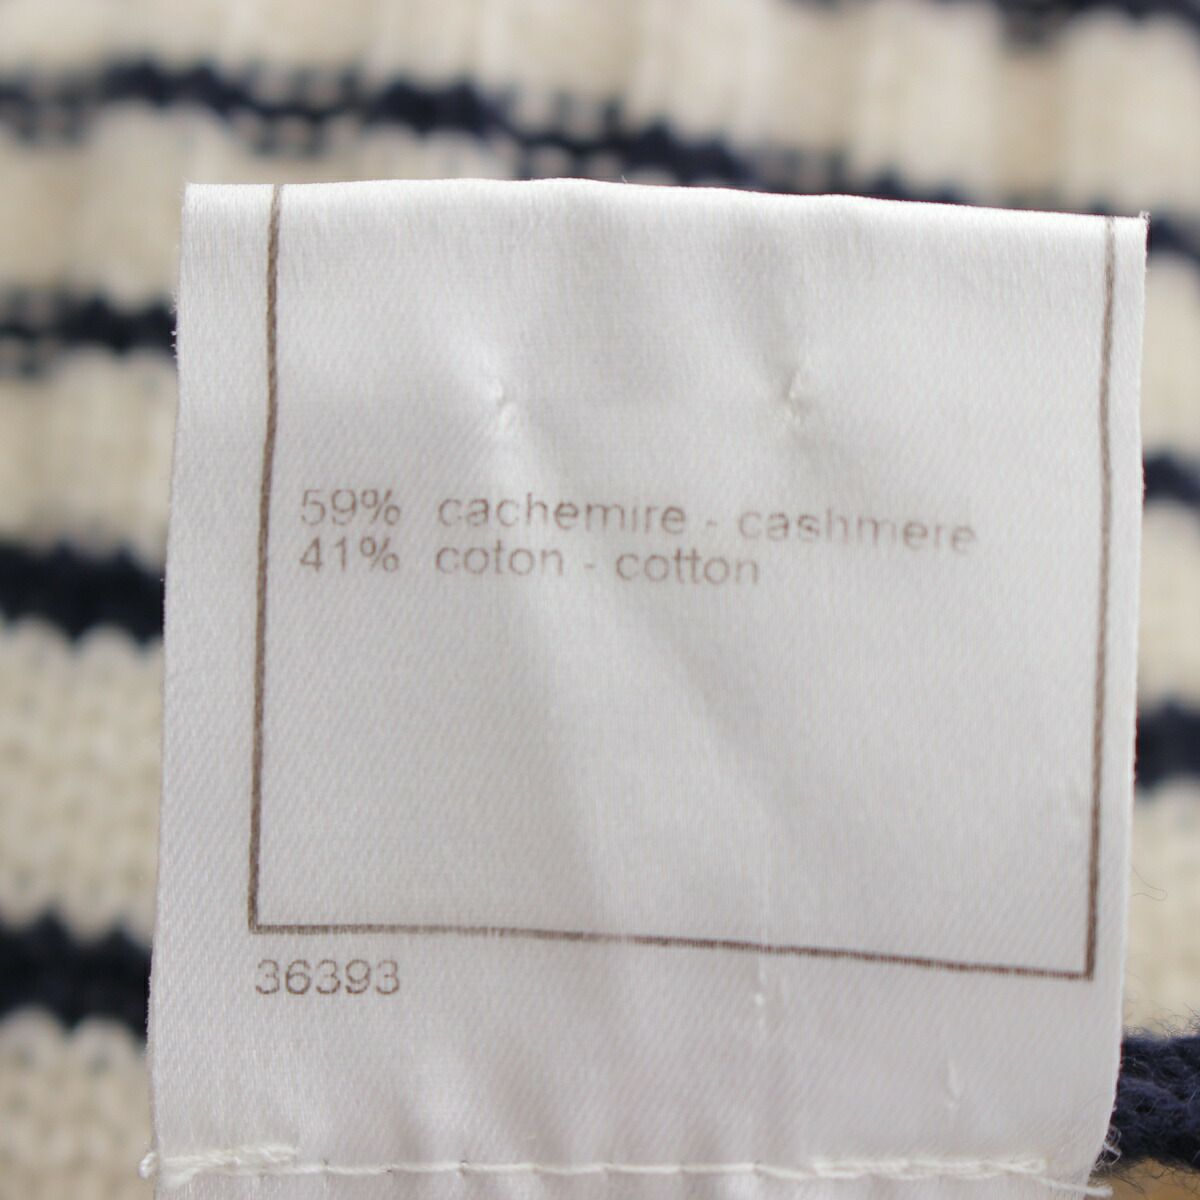 59% cachemire - cashmere
41% coton - cotton
36393